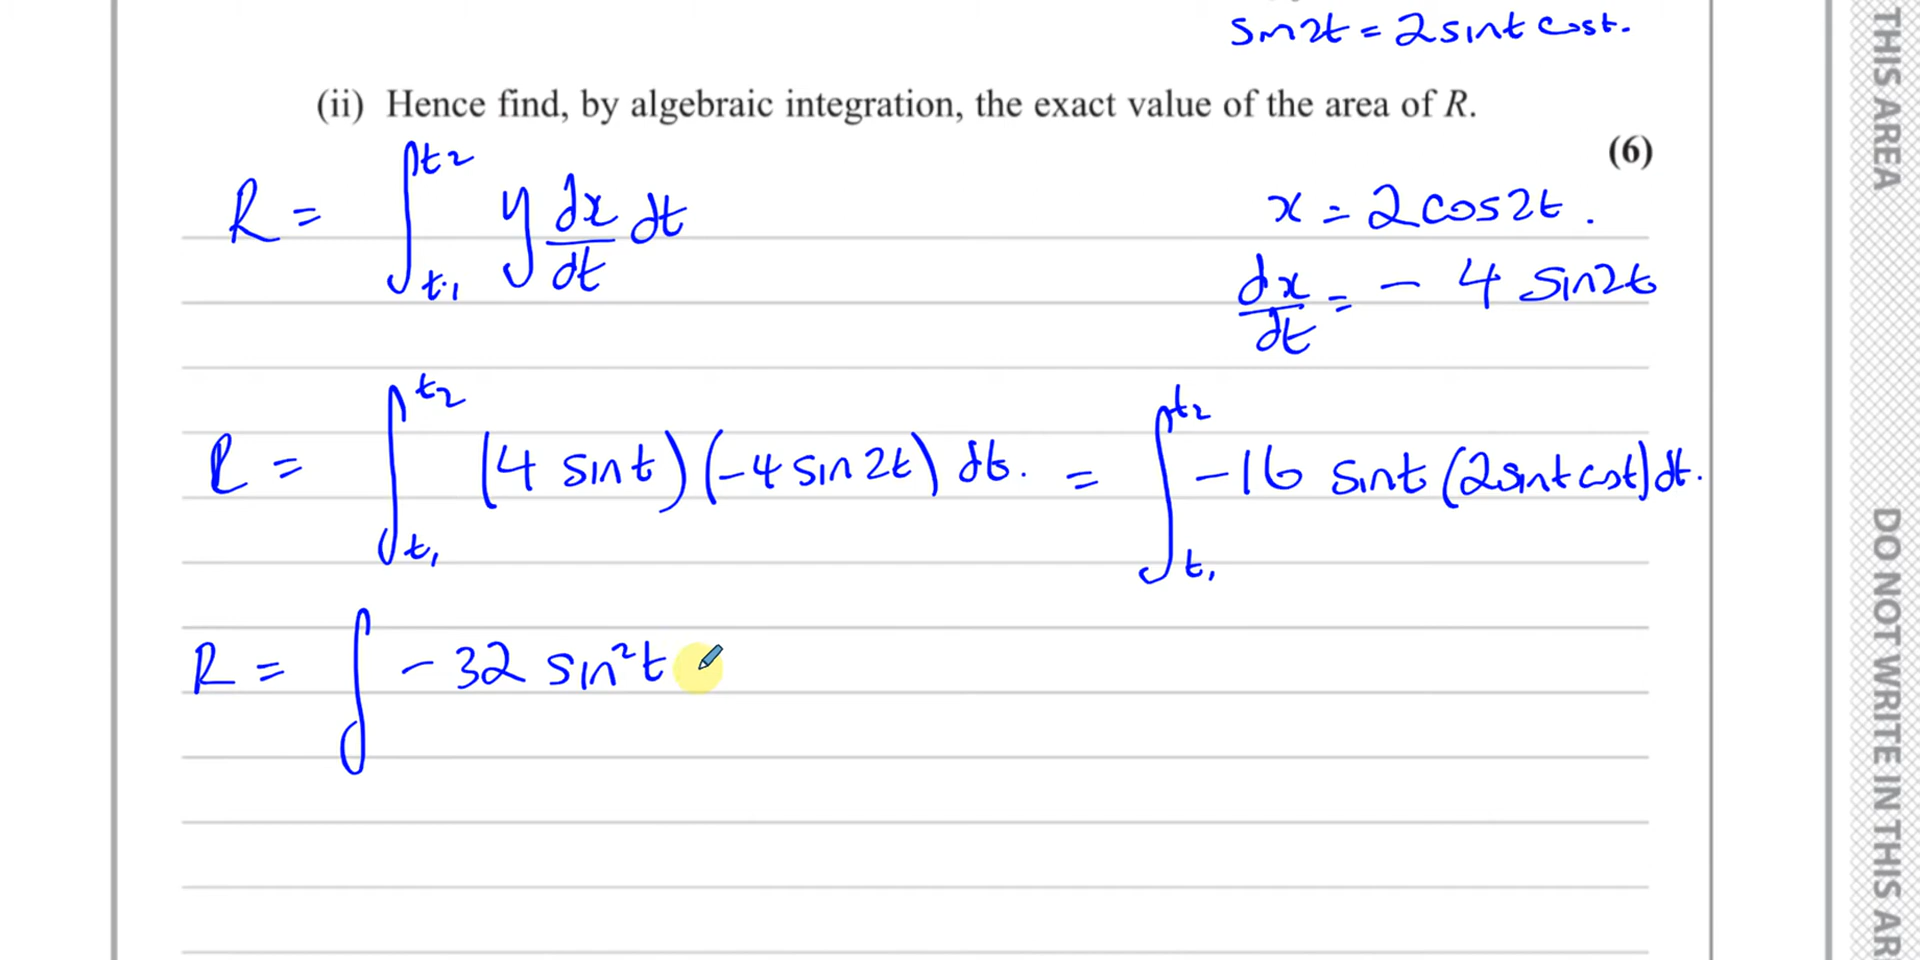 sin2t = 2sint cost.
(ii) Hence find, by algebraic integration, the exact value of the area of R.
(6)
R = ∫_{t₁}^{t₂} y dx/dt dt
x = 2cos2t.
dx/dt = - 4 sin2t
R = ∫_{t₁}^{t₂} (4 sint)(-4 sin2t) dt. = ∫_{t₁}^{t₂} -16 sint (2sint cost) dt.
R = ∫ - 32 sin²t
THIS AREA
DO NOT WRITE IN THIS AR